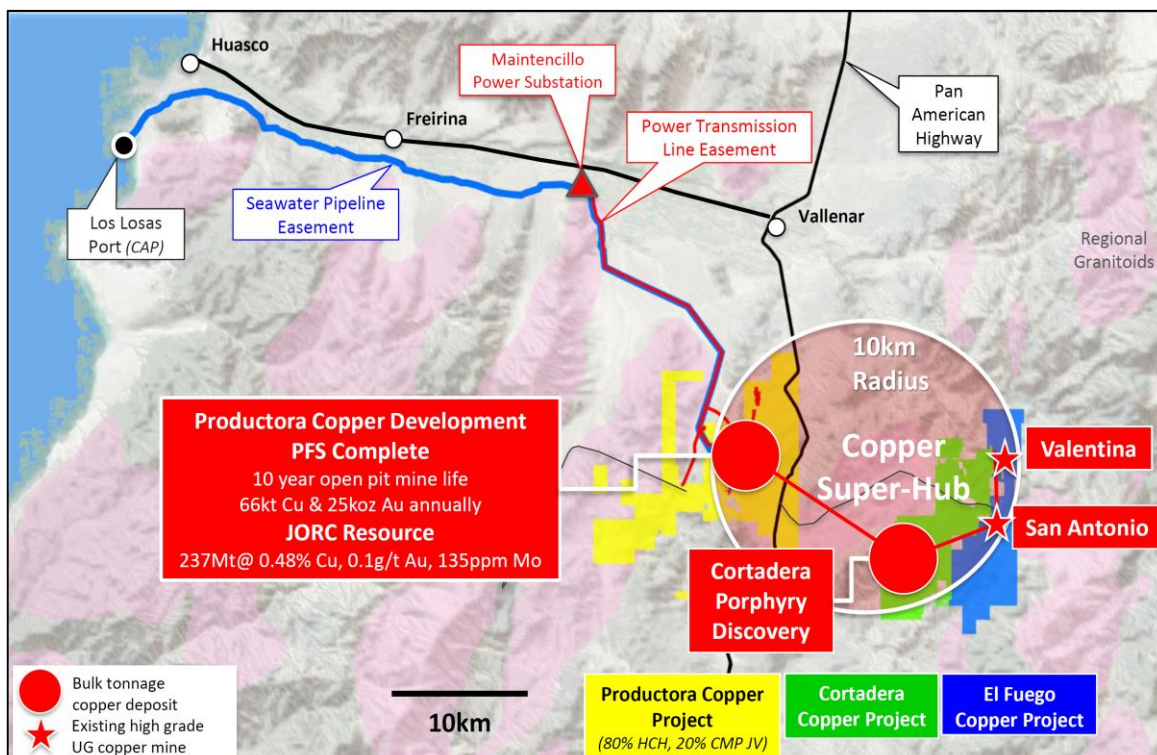 Huasco
Maintencillo
Power Substation
Pan
American
Highway
Freirina
Power Transmission
Line Easement
Los Losas
Port (CAP)
Seawater Pipeline
Easement
Vallenar
Regional
Granitoids
10km
Radius
Productora Copper Development
PFS Complete
10 year open pit mine life
66kt Cu & 25koz Au annually
JORC Resource
237Mt@ 0.48% Cu, 0.1g/t Au, 135ppm Mo
Copper
Super-Hub
Valentina
San Antonio
Cortadera
Porphyry
Discovery
Bulk tonnage
copper deposit
Existing high grade
UG copper mine
10km
Productora Copper
Project
(80% HCH, 20% CMP JV)
Cortadera
Copper Project
El Fuego
Copper Project